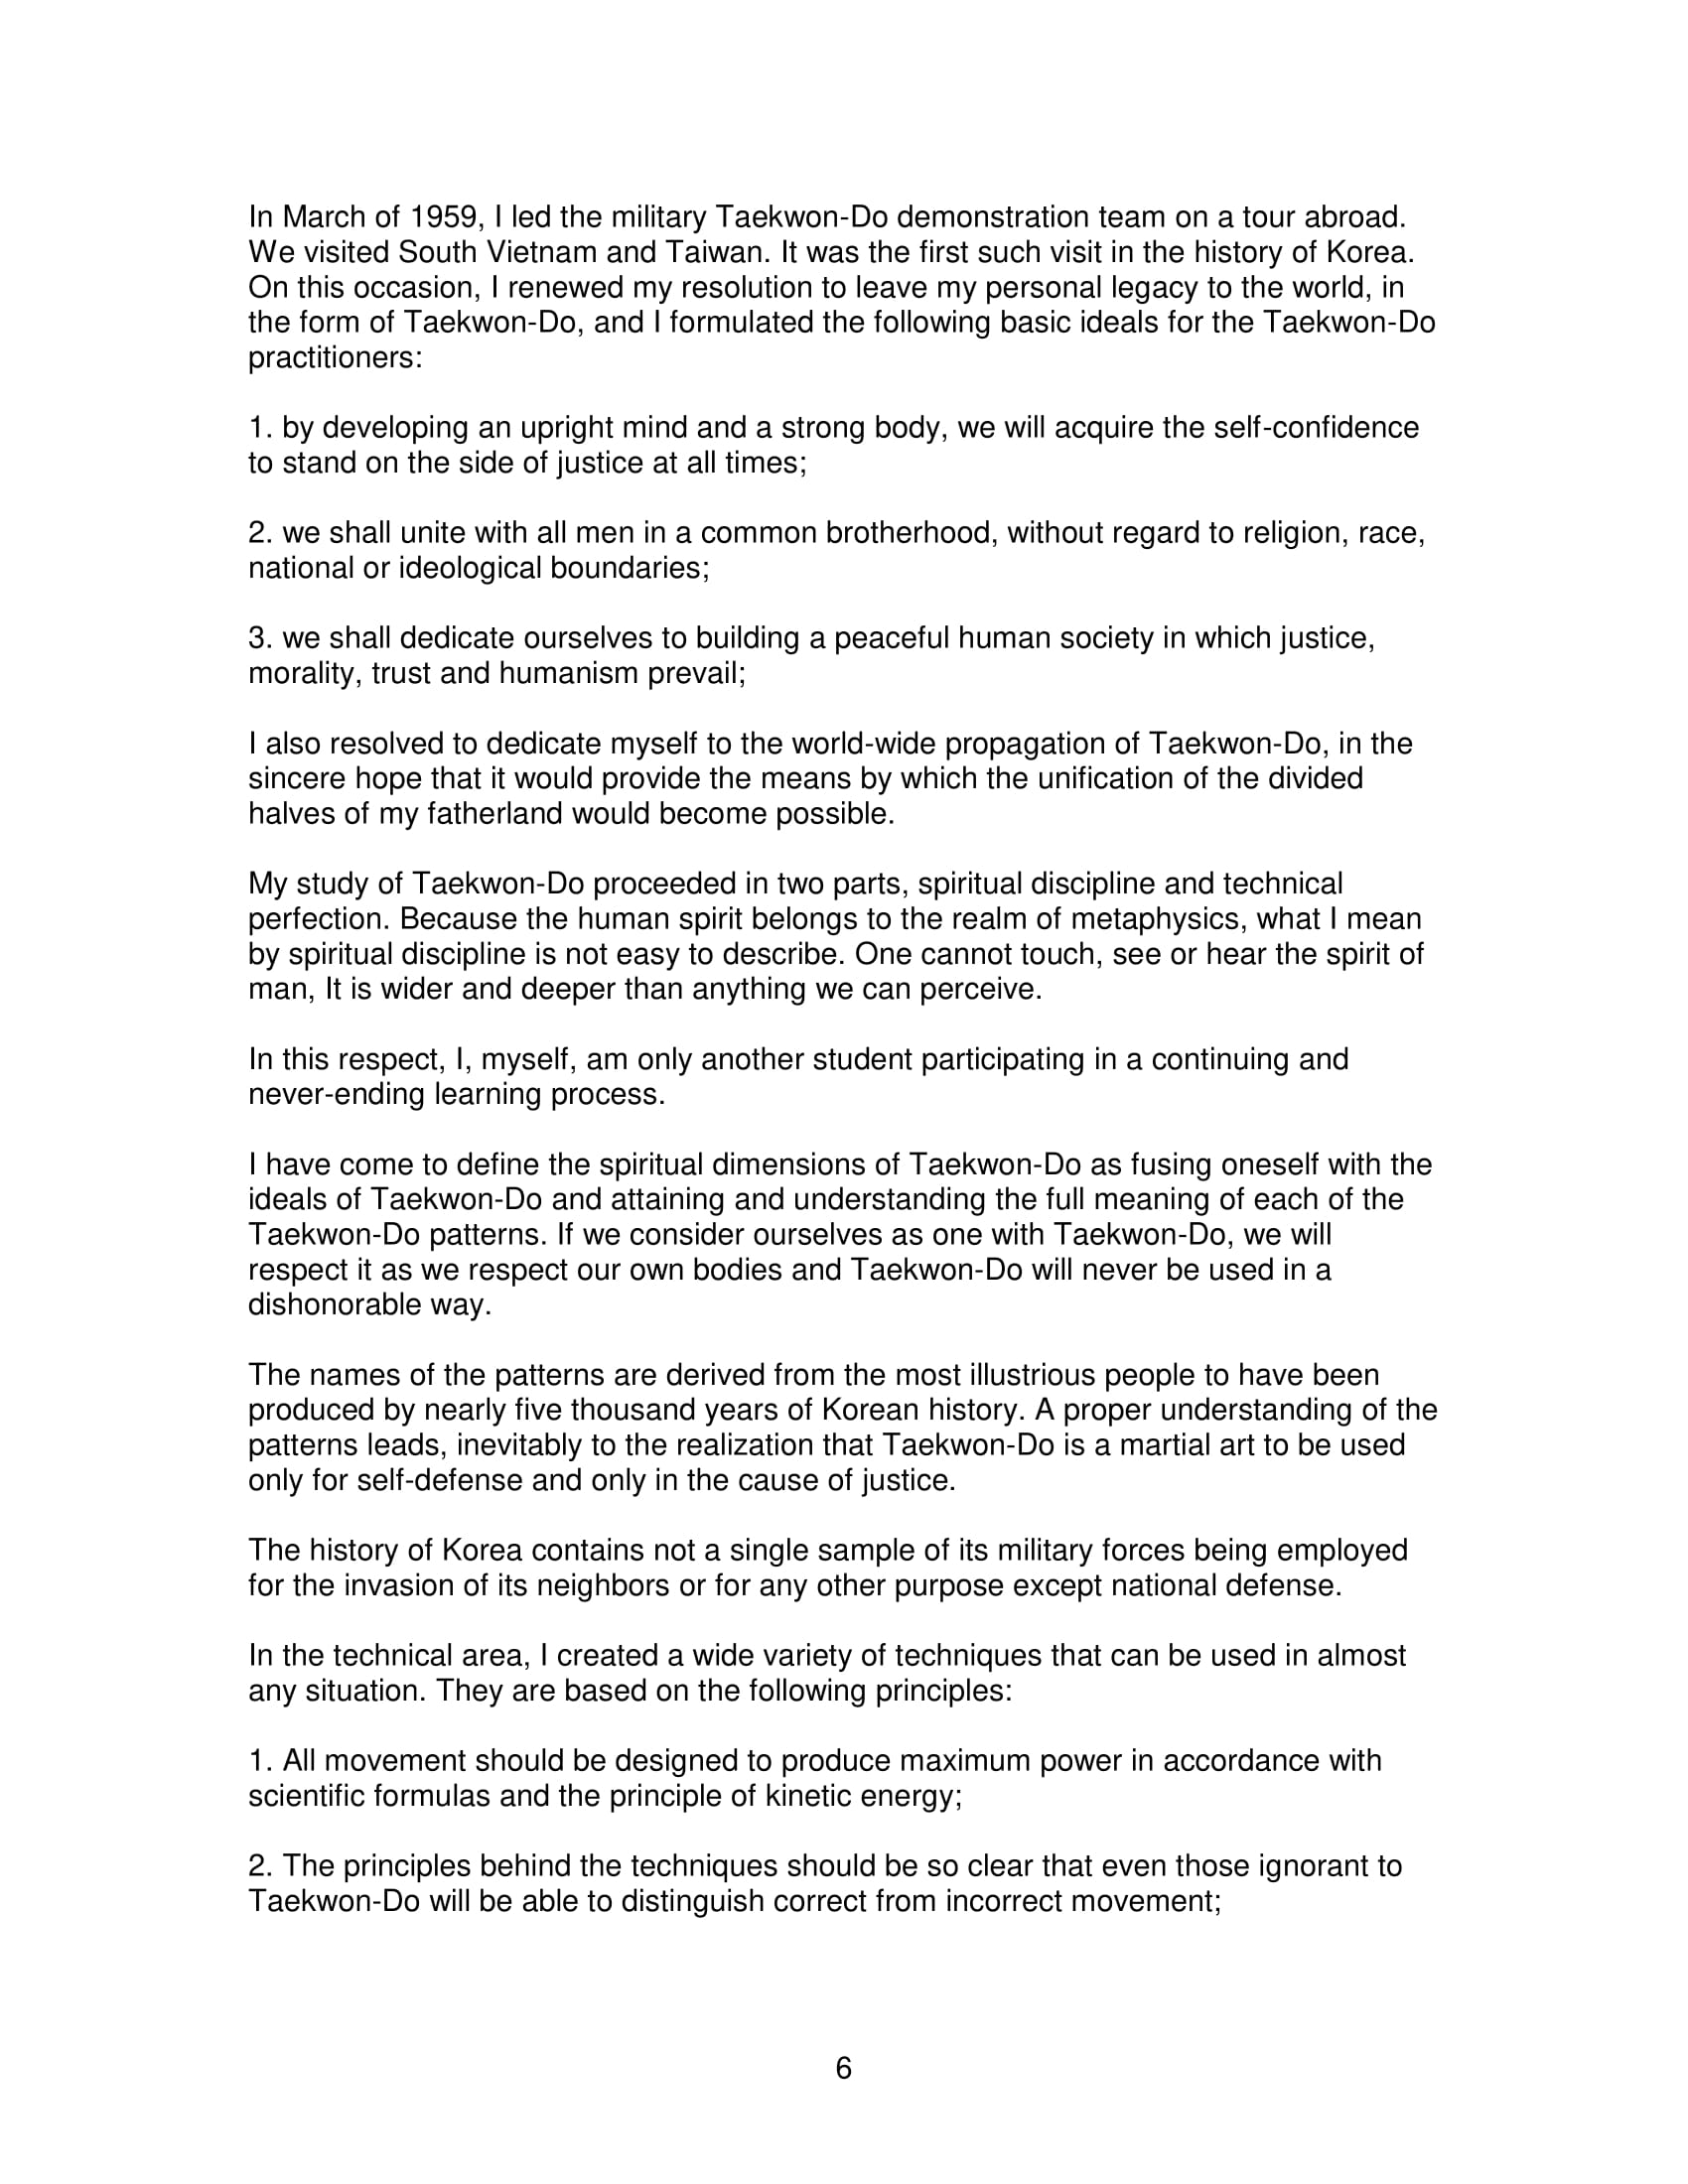 In March of 1959, I led the military Taekwon-Do demonstration team on a tour abroad.
We visited South Vietnam and Taiwan. It was the first such visit in the history of Korea.
On this occasion, I renewed my resolution to leave my personal legacy to the world, in
the form of Taekwon-Do, and I formulated the following basic ideals for the Taekwon-Do
practitioners:
1. by developing an upright mind and a strong body, we will acquire the self-confidence
to stand on the side of justice at all times;
2. we shall unite with all men in a common brotherhood, without regard to religion, race,
national or ideological boundaries;
3. we shall dedicate ourselves to building a peaceful human society in which justice,
morality, trust and humanism prevail;
I also resolved to dedicate myself to the world-wide propagation of Taekwon-Do, in the
sincere hope that it would provide the means by which the unification of the divided
halves of my fatherland would become possible.
My study of Taekwon-Do proceeded in two parts, spiritual discipline and technical
perfection. Because the human spirit belongs to the realm of metaphysics, what I mean
by spiritual discipline is not easy to describe. One cannot touch, see or hear the spirit of
man, It is wider and deeper than anything we can perceive.
In this respect, I, myself, am only another student participating in a continuing and
never-ending learning process.
I have come to define the spiritual dimensions of Taekwon-Do as fusing oneself with the
ideals of Taekwon-Do and attaining and understanding the full meaning of each of the
Taekwon-Do patterns. If we consider ourselves as one with Taekwon-Do, we will
respect it as we respect our own bodies and Taekwon-Do will never be used in a
dishonorable way.
The names of the patterns are derived from the most illustrious people to have been
produced by nearly five thousand years of Korean history. A proper understanding of the
patterns leads, inevitably to the realization that Taekwon-Do is a martial art to be used
only for self-defense and only in the cause of justice.
The history of Korea contains not a single sample of its military forces being employed
for the invasion of its neighbors or for any other purpose except national defense.
In the technical area, I created a wide variety of techniques that can be used in almost
any situation. They are based on the following principles:
1. All movement should be designed to produce maximum power in accordance with
scientific formulas and the principle of kinetic energy;
2. The principles behind the techniques should be so clear that even those ignorant to
Taekwon-Do will be able to distinguish correct from incorrect movement;
6